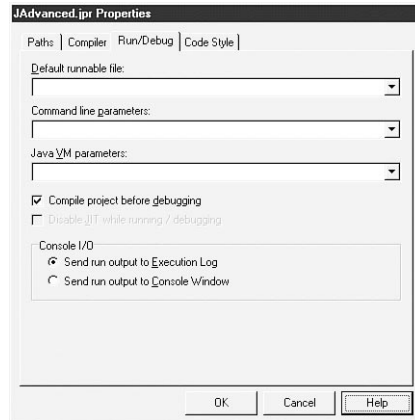 JAdvanced.jpr Properties
Paths Compiler Run/Debug Code Style
Default runnable file:
Command line parameters:
Java VM parameters:
Compile project before debugging
Disable JIT while running / debugging
Console I/O
Send run output to Execution Log
Send run output to Console Window
OK Cancel Help